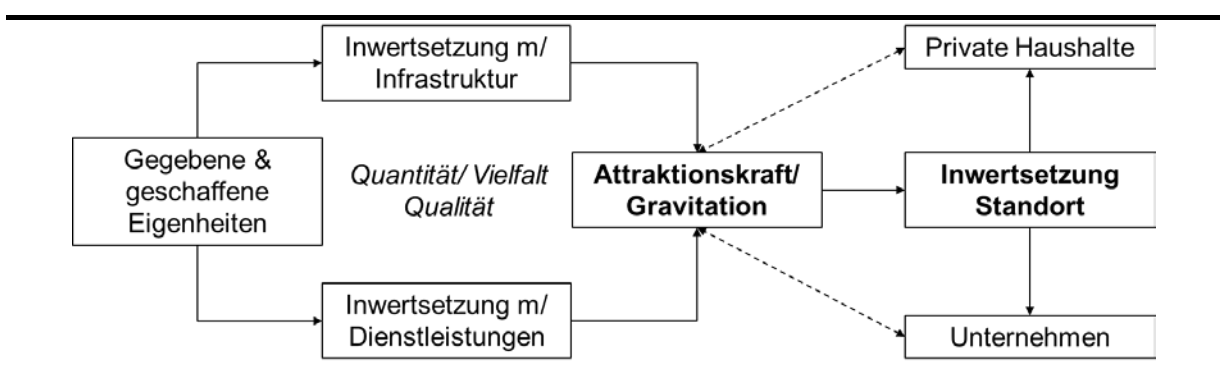 Inwertsetzung m/
Infrastruktur
Private Haushalte
Gegebene &
geschaffene
Eigenheiten
Quantität/ Vielfalt
Qualität
Attraktionskraft/
Gravitation
Inwertsetzung
Standort
Inwertsetzung m/
Dienstleistungen
Unternehmen